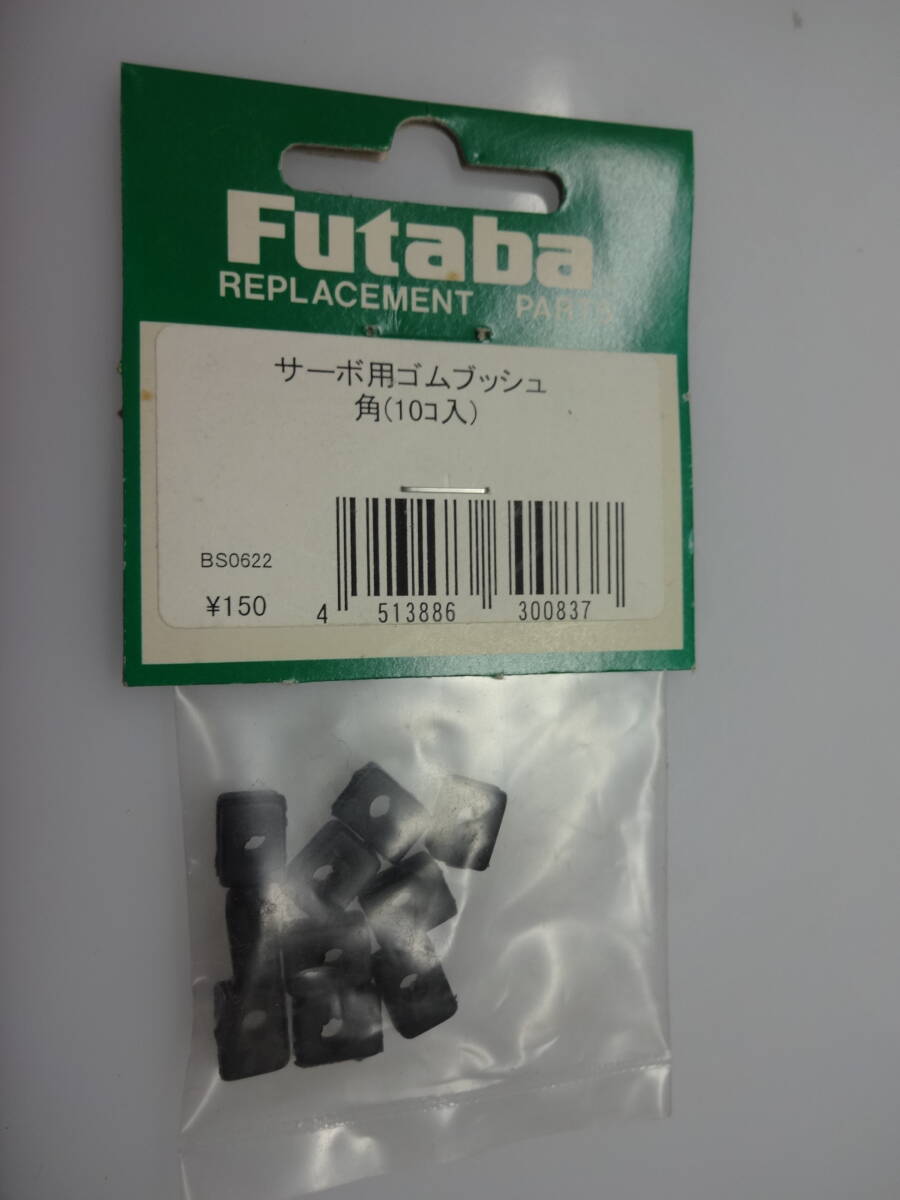 Futaba
REPLACEMENT PARTS
サーボ用ゴムブッシュ
角(10コ入)
BS0622
¥150
4 513886 300837